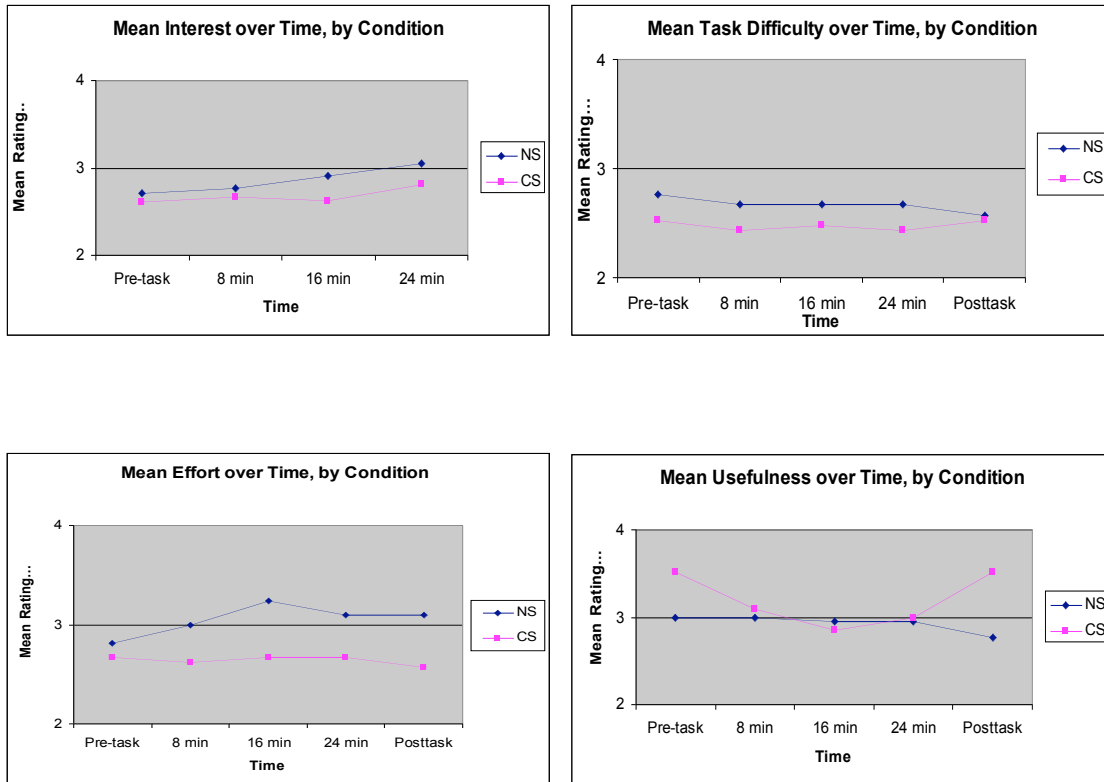 Mean Interest over Time, by Condition
4
3
2
Mean Rating..
Pre-task 8 min 16 min 24 min
Time
NS
CS
Mean Task Difficulty over Time, by Condition
4
3
2
Mean Rating...
Pre-task 8 min 16 min 24 min Posttask
Time
NS
CS
Mean Effort over Time, by Condition
4
3
2
Mean Rating...
Pre-task 8 min 16 min 24 min Posttask
Time
NS
CS
Mean Usefulness over Time, by Condition
4
3
2
Mean Rating...
Pre-task 8 min 16 min 24 min Posttask
Time
NS
CS